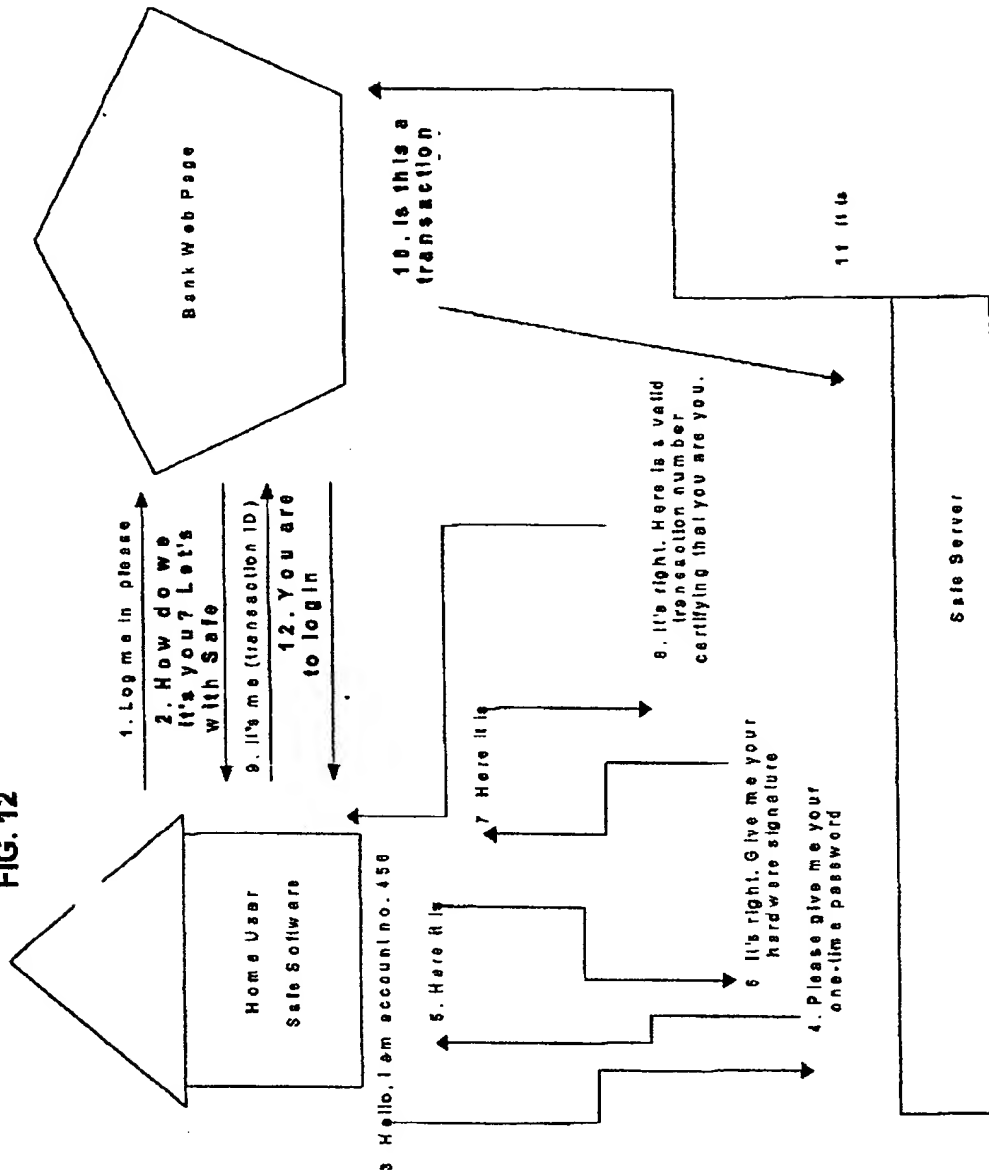 FIG. 12
Home User
Safe Software
Bank Web Page
1. Log me in please
2. How do we
it's you? Let's
with Safe
9. It's me (transaction ID)
12. You are
to login
3 Hello, I am account no. 456
5. Here it is
7 Here it is
10. Is this a
transaction
4. Please give me your
one-time password
6 It's right. Give me your
hardware signature
8. It's right. Here is a valid
transaction number
certifying that you are you.
11 It is
Safe Server